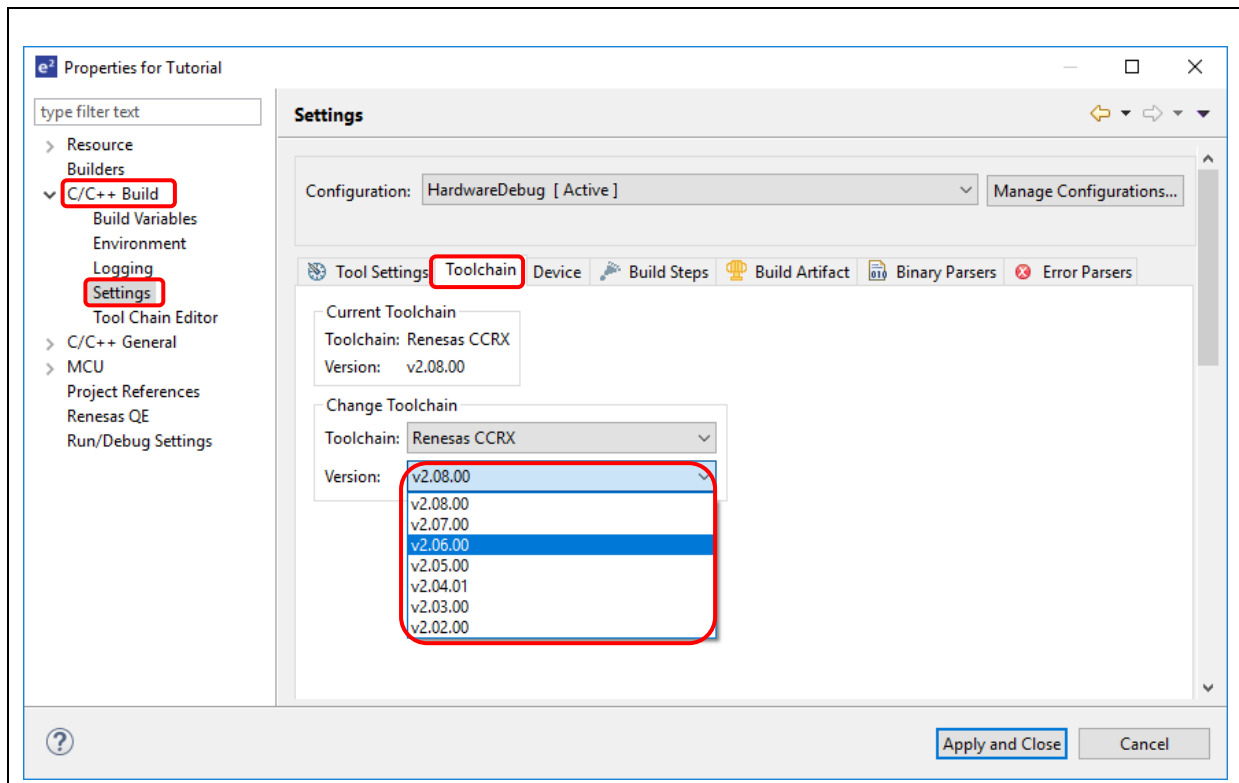 e² Properties for Tutorial
type filter text
Resource
Builders
C/C++ Build
Build Variables
Environment
Logging
Settings
Tool Chain Editor
C/C++ General
MCU
Project References
Renesas QE
Run/Debug Settings
Settings
Configuration: HardwareDebug [ Active ] Manage Configurations...
Tool Settings Toolchain Device Build Steps Build Artifact 010 Binary Parsers Error Parsers
Current Toolchain
Toolchain: Renesas CCRX
Version: v2.08.00
Change Toolchain
Toolchain: Renesas CCRX
Version: v2.08.00
v2.08.00
v2.07.00
v2.06.00
v2.05.00
v2.04.01
v2.03.00
v2.02.00
? Apply and Close Cancel